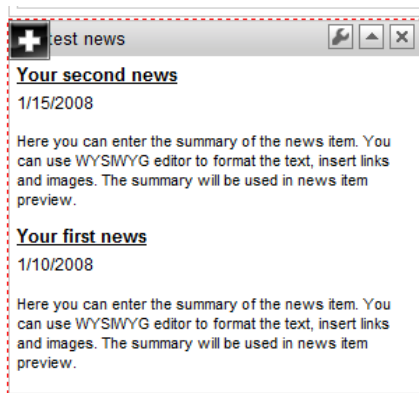 test news
Your second news
1/15/2008
Here you can enter the summary of the news item. You
can use WYSIWYG editor to format the text, insert links
and images. The summary will be used in news item
preview.
Your first news
1/10/2008
Here you can enter the summary of the news item. You
can use WYSIWYG editor to format the text, insert links
and images. The summary will be used in news item
preview.